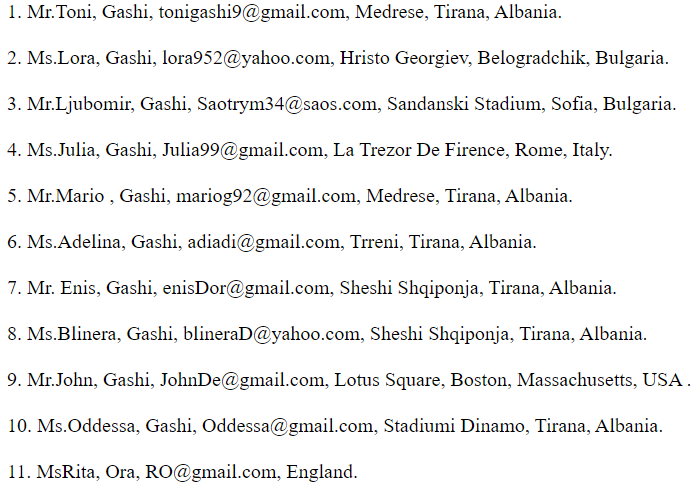 1. Mr.Toni, Gashi, tonigashi9@gmail.com, Medrese, Tirana, Albania.
2. Ms.Lora, Gashi, lora952@yahoo.com, Hristo Georgiev, Belogradchik, Bulgaria.
3. Mr.Ljubomir, Gashi, Saotrym34@saos.com, Sandanski Stadium, Sofia, Bulgaria.
4. Ms.Julia, Gashi, Julia99@gmail.com, La Trezor De Firence, Rome, Italy.
5. Mr.Mario , Gashi, mariog92@gmail.com, Medrese, Tirana, Albania.
6. Ms.Adelina, Gashi, adiadi@gmail.com, Trreni, Tirana, Albania.
7. Mr. Enis, Gashi, enisDor@gmail.com, Sheshi Shqiponja, Tirana, Albania.
8. Ms.Blinera, Gashi, blineraD@yahoo.com, Sheshi Shqiponja, Tirana, Albania.
9. Mr.John, Gashi, JohnDe@gmail.com, Lotus Square, Boston, Massachusetts, USA .
10. Ms.Oddessa, Gashi, Oddessa@gmail.com, Stadiumi Dinamo, Tirana, Albania.
11. MsRita, Ora, RO@gmail.com, England.